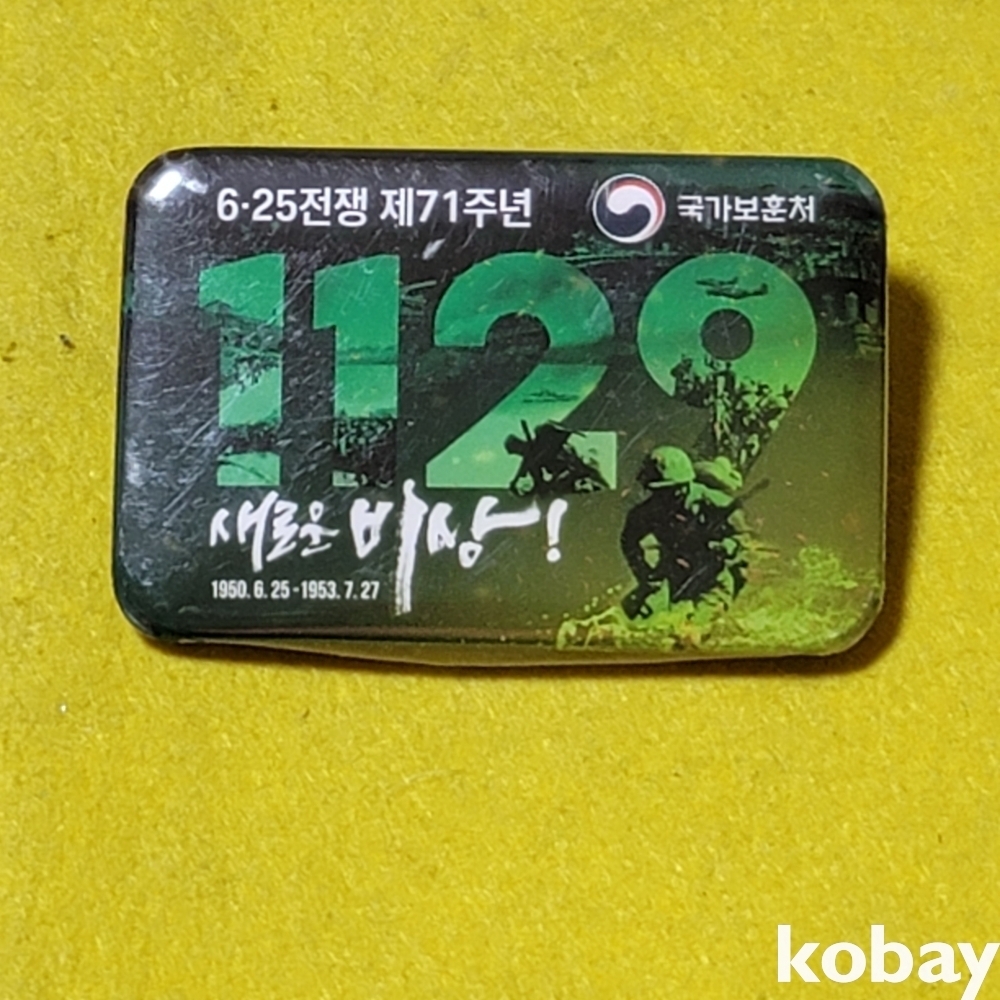 6·25전쟁 제71주년
국가보훈처
1129
새로운 비상!
1950. 6. 25 - 1953. 7. 27
kobay